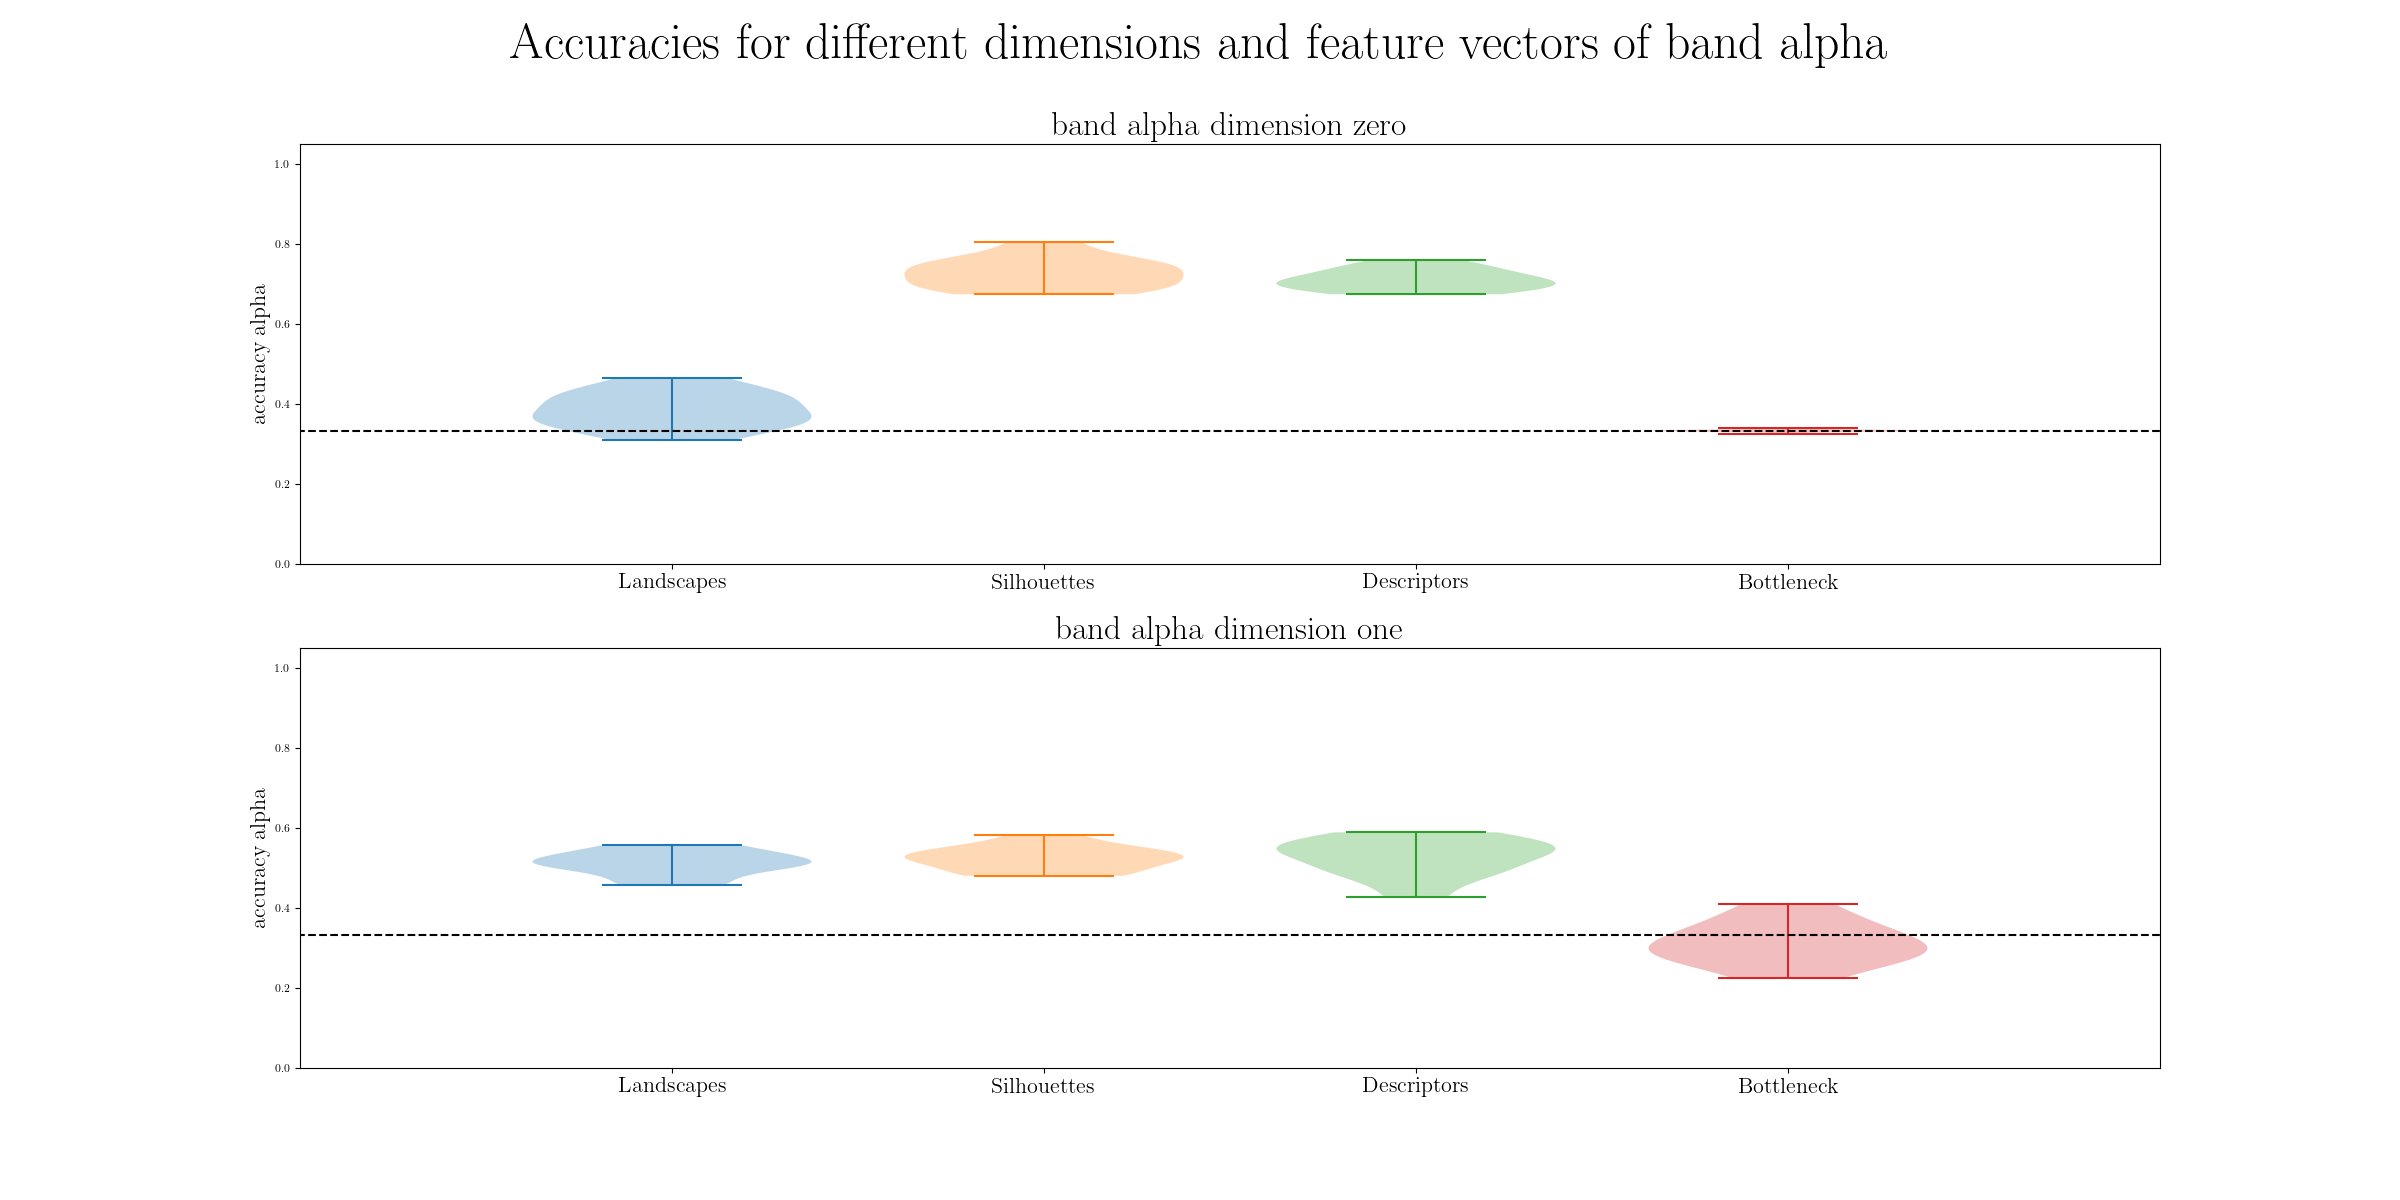 Accuracies for different dimensions and feature vectors of band alpha
band alpha dimension zero
1.0
0.8
0.6
0.4
0.2
0.0
accuracy alpha
Landscapes Silhouettes Descriptors Bottleneck
band alpha dimension one
1.0
0.8
0.6
0.4
0.2
0.0
accuracy alpha
Landscapes Silhouettes Descriptors Bottleneck